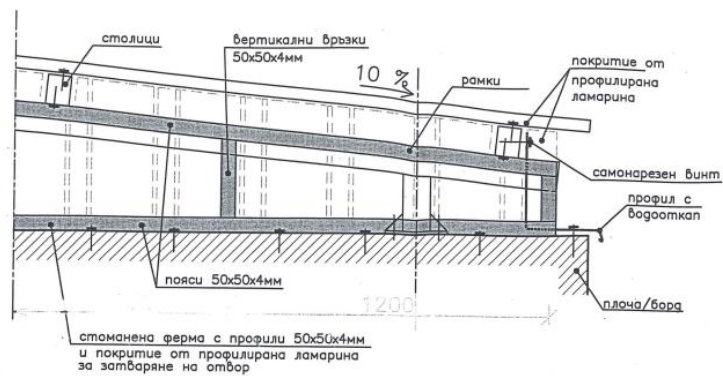 столици
вертикални връзки
50x50x4мм
10 %
рамки
покритие от
профилирана
ламарина
самонарезен винт
профил с
водооткап
пояси 50x50x4мм
1200
плоча/борд
стоманена ферма с профили 50x50x4мм
и покритие от профилирана ламарина
за затваряне на отвор